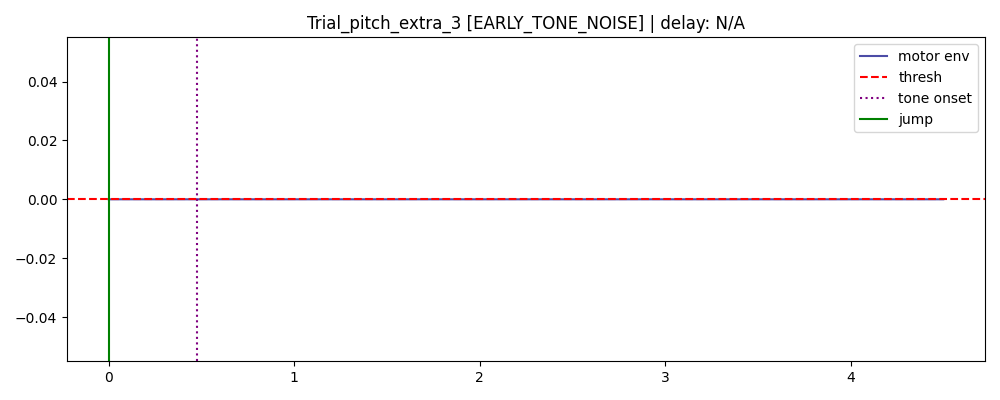 Trial_pitch_extra_3 [EARLY_TONE_NOISE] | delay: N/A
motor env
thresh
tone onset
jump
0.04
0.02
0.00
−0.02
−0.04
0 1 2 3 4